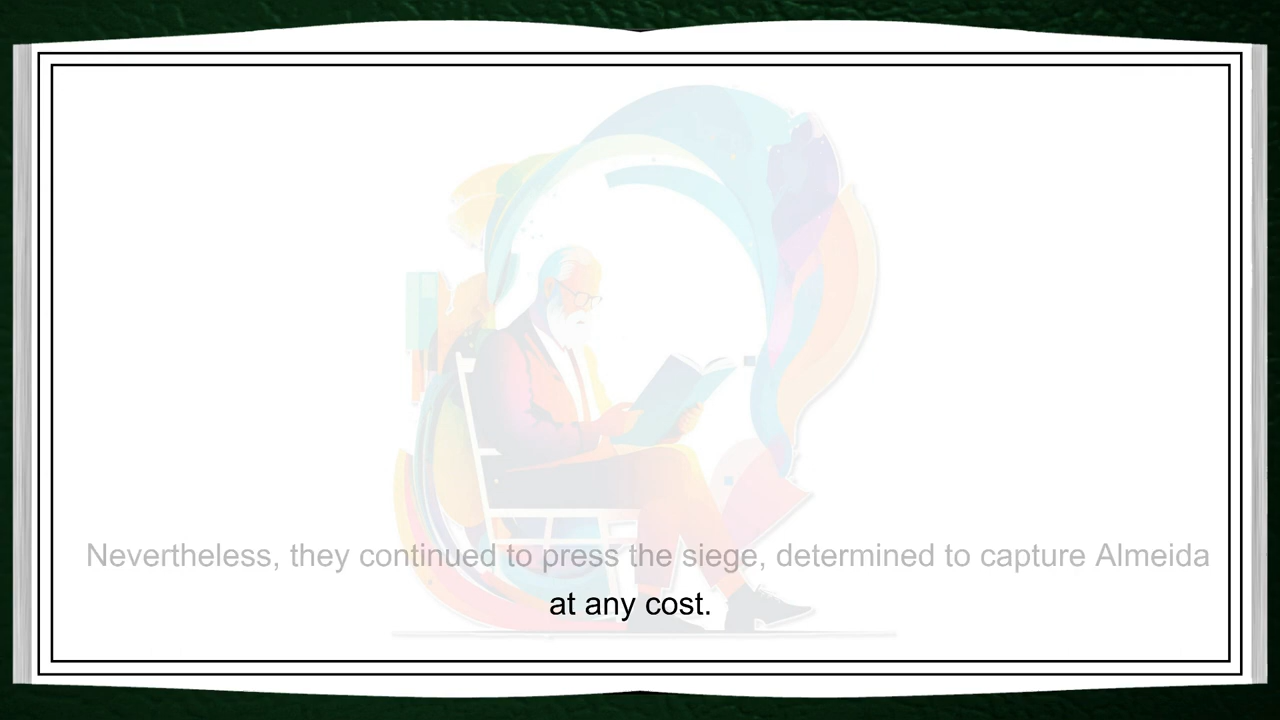 Nevertheless, they continued to press the siege, determined to capture Almeida
at any cost.